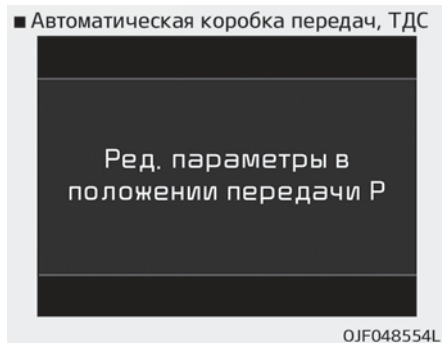 ■ Автоматическая коробка передач, ТДС
Ред. параметры в
положении передачи P
OJF048554L